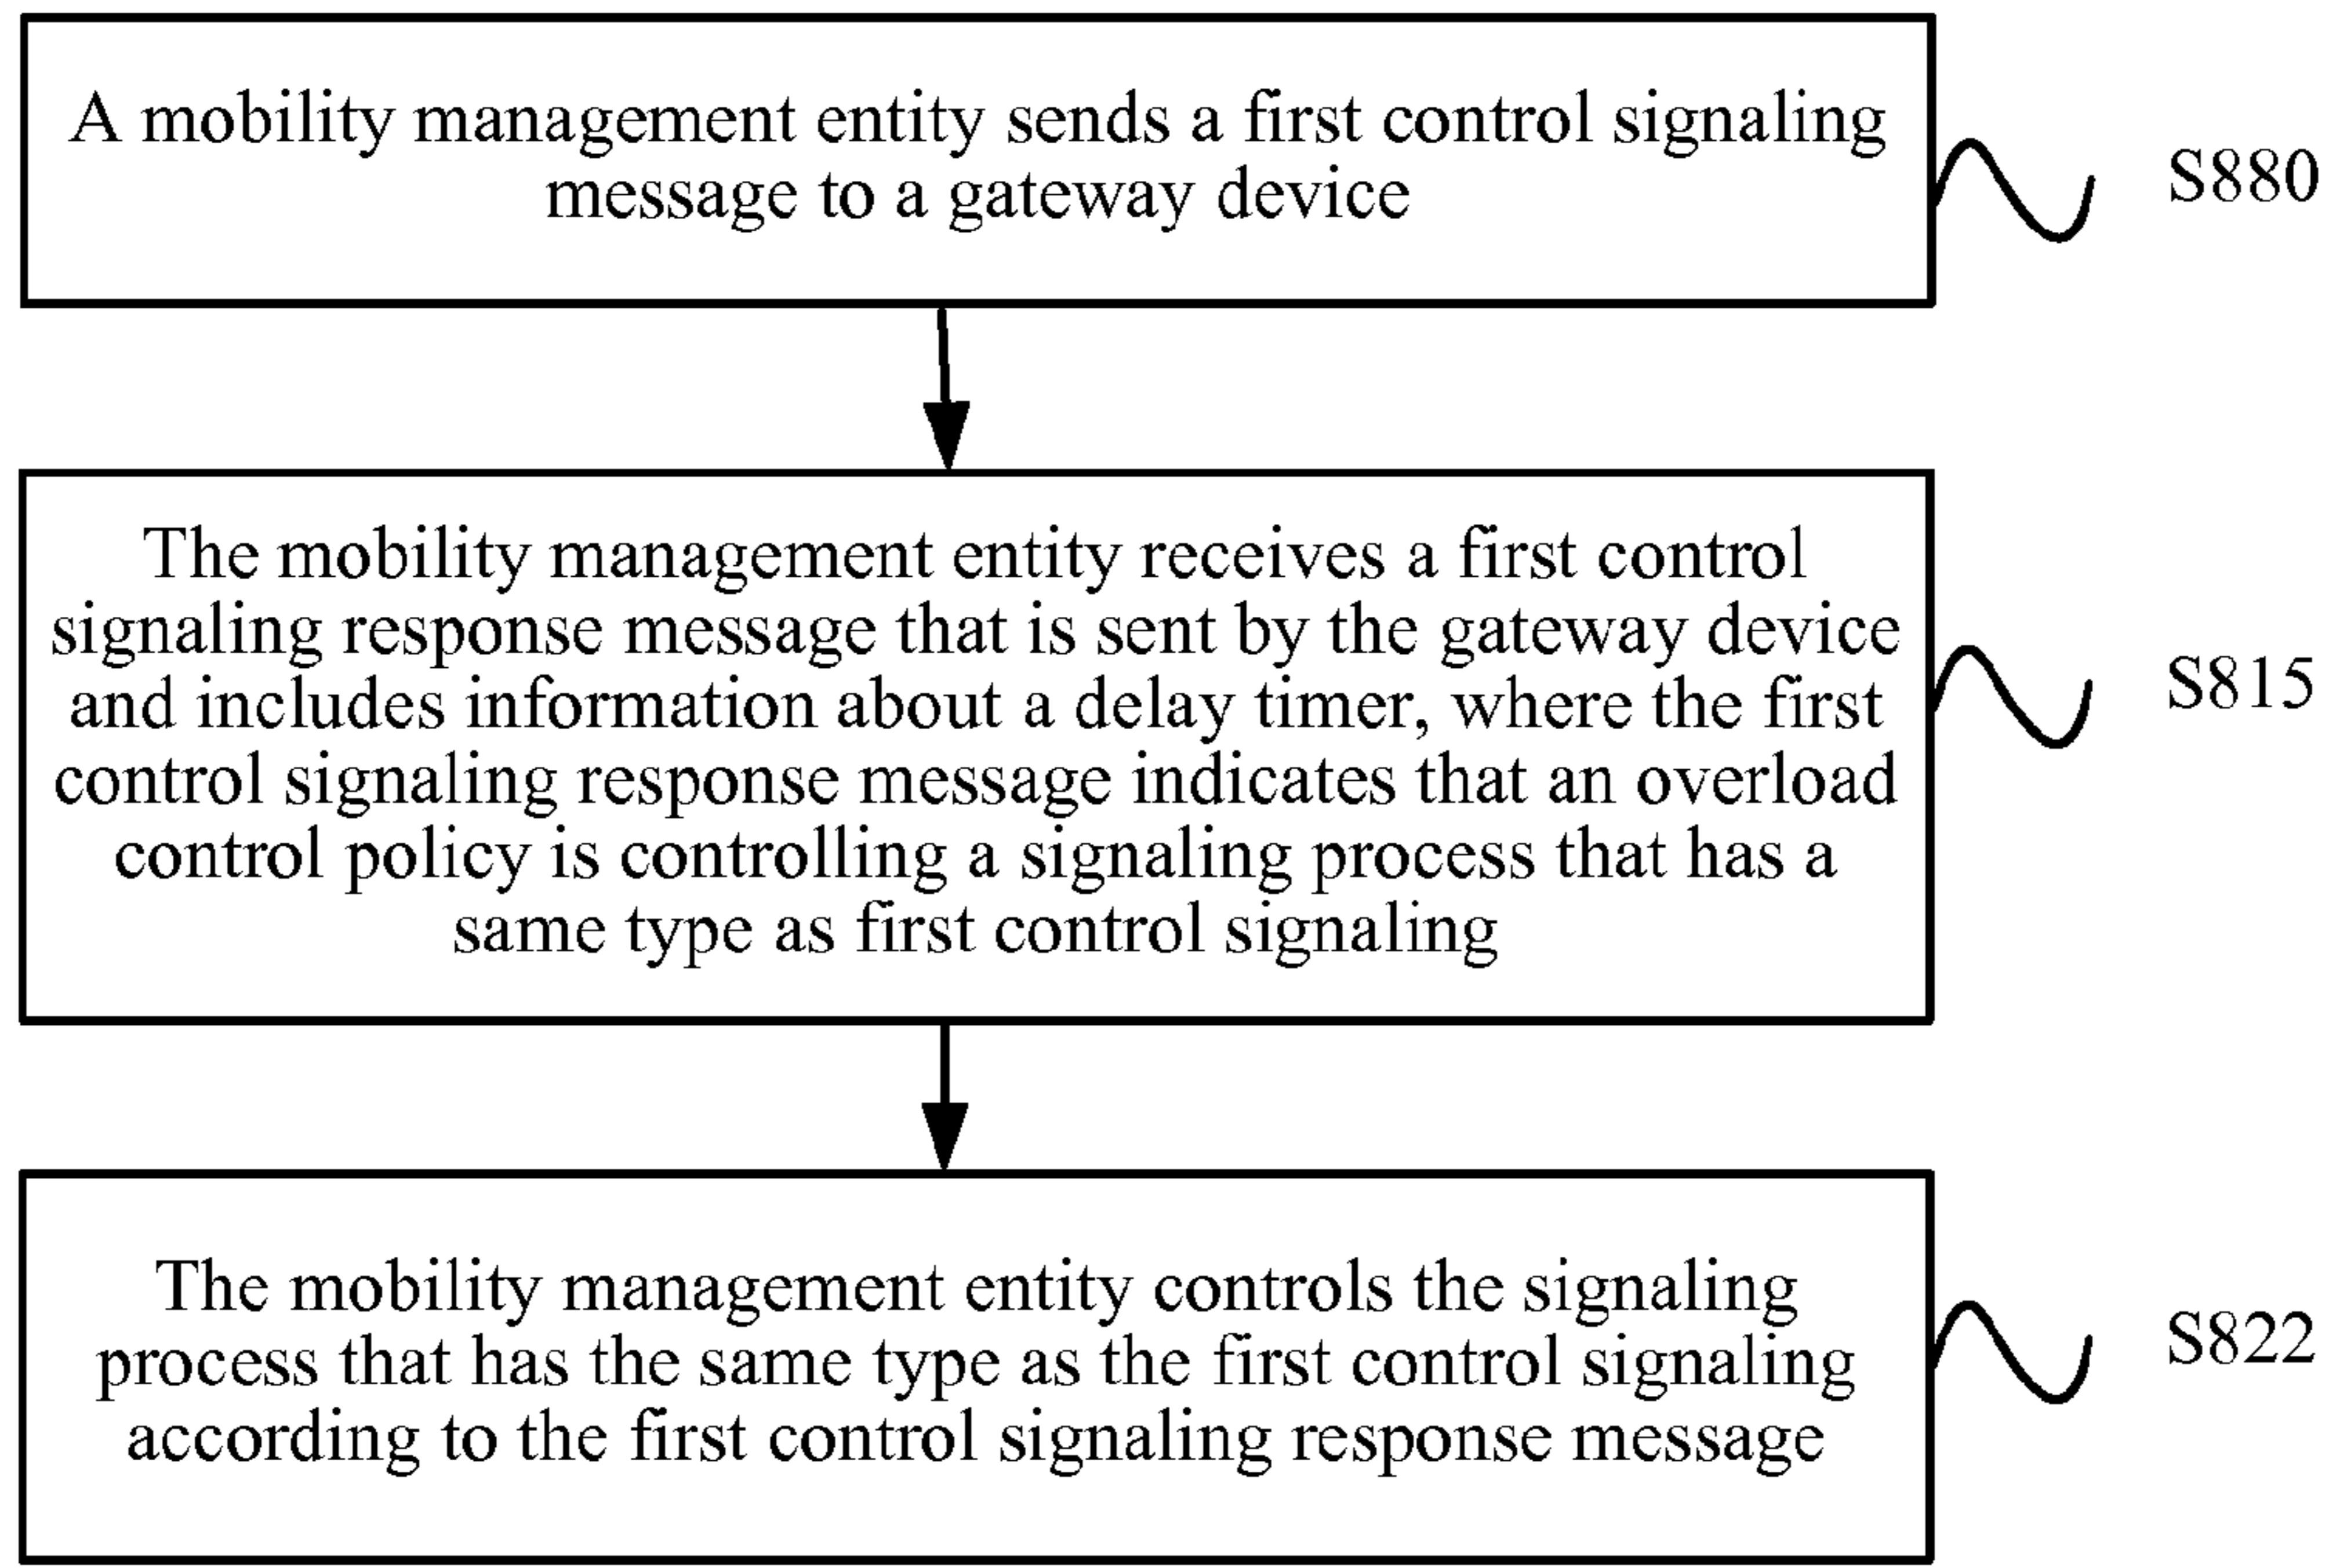 A mobility management entity sends a first control signaling
message to a gateway device
S880
The mobility management entity receives a first control
signaling response message that is sent by the gateway device
and includes information about a delay timer, where the first
control signaling response message indicates that an overload
control policy is controlling a signaling process that has a
same type as first control signaling
S815
The mobility management entity controls the signaling
process that has the same type as the first control signaling
according to the first control signaling response message
S822